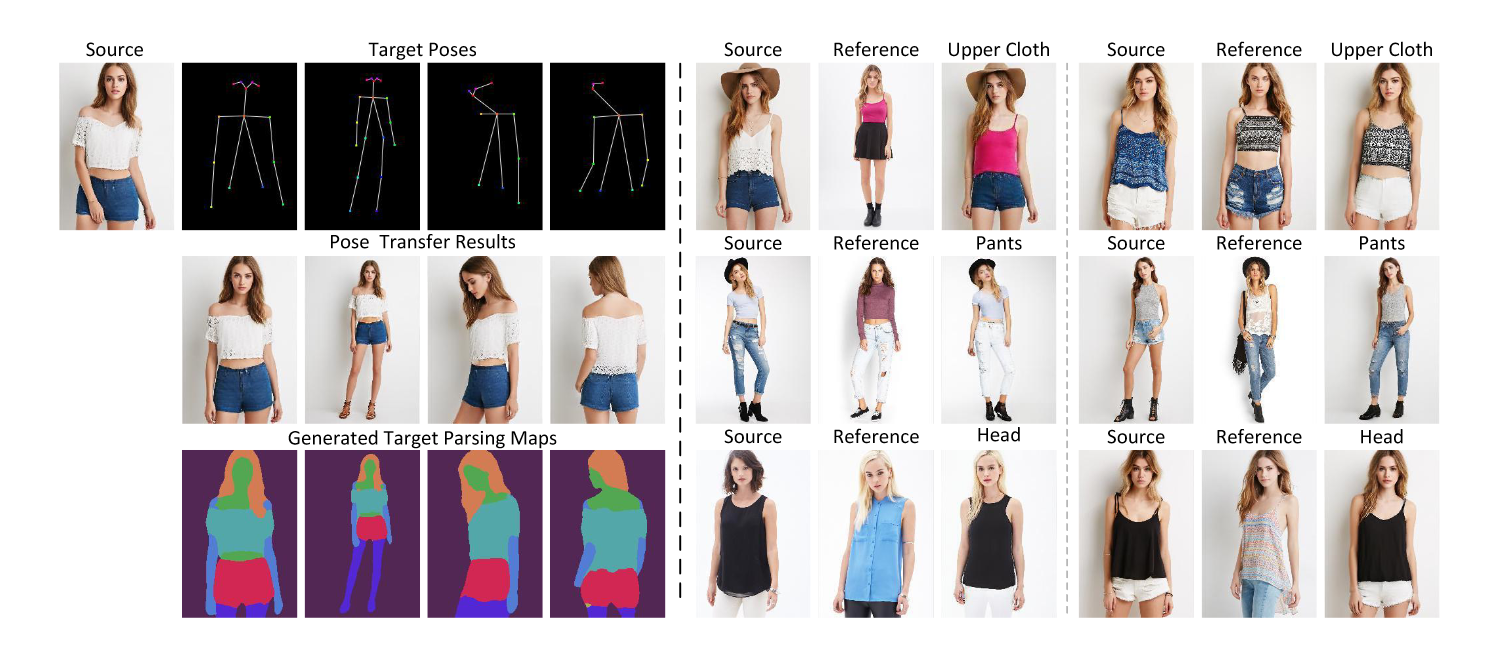 Source
Target Poses
Pose Transfer Results
Generated Target Parsing Maps
Source Reference Upper Cloth
Source Reference Pants
Source Reference Head
Source Reference Upper Cloth
Source Reference Pants
Source Reference Head